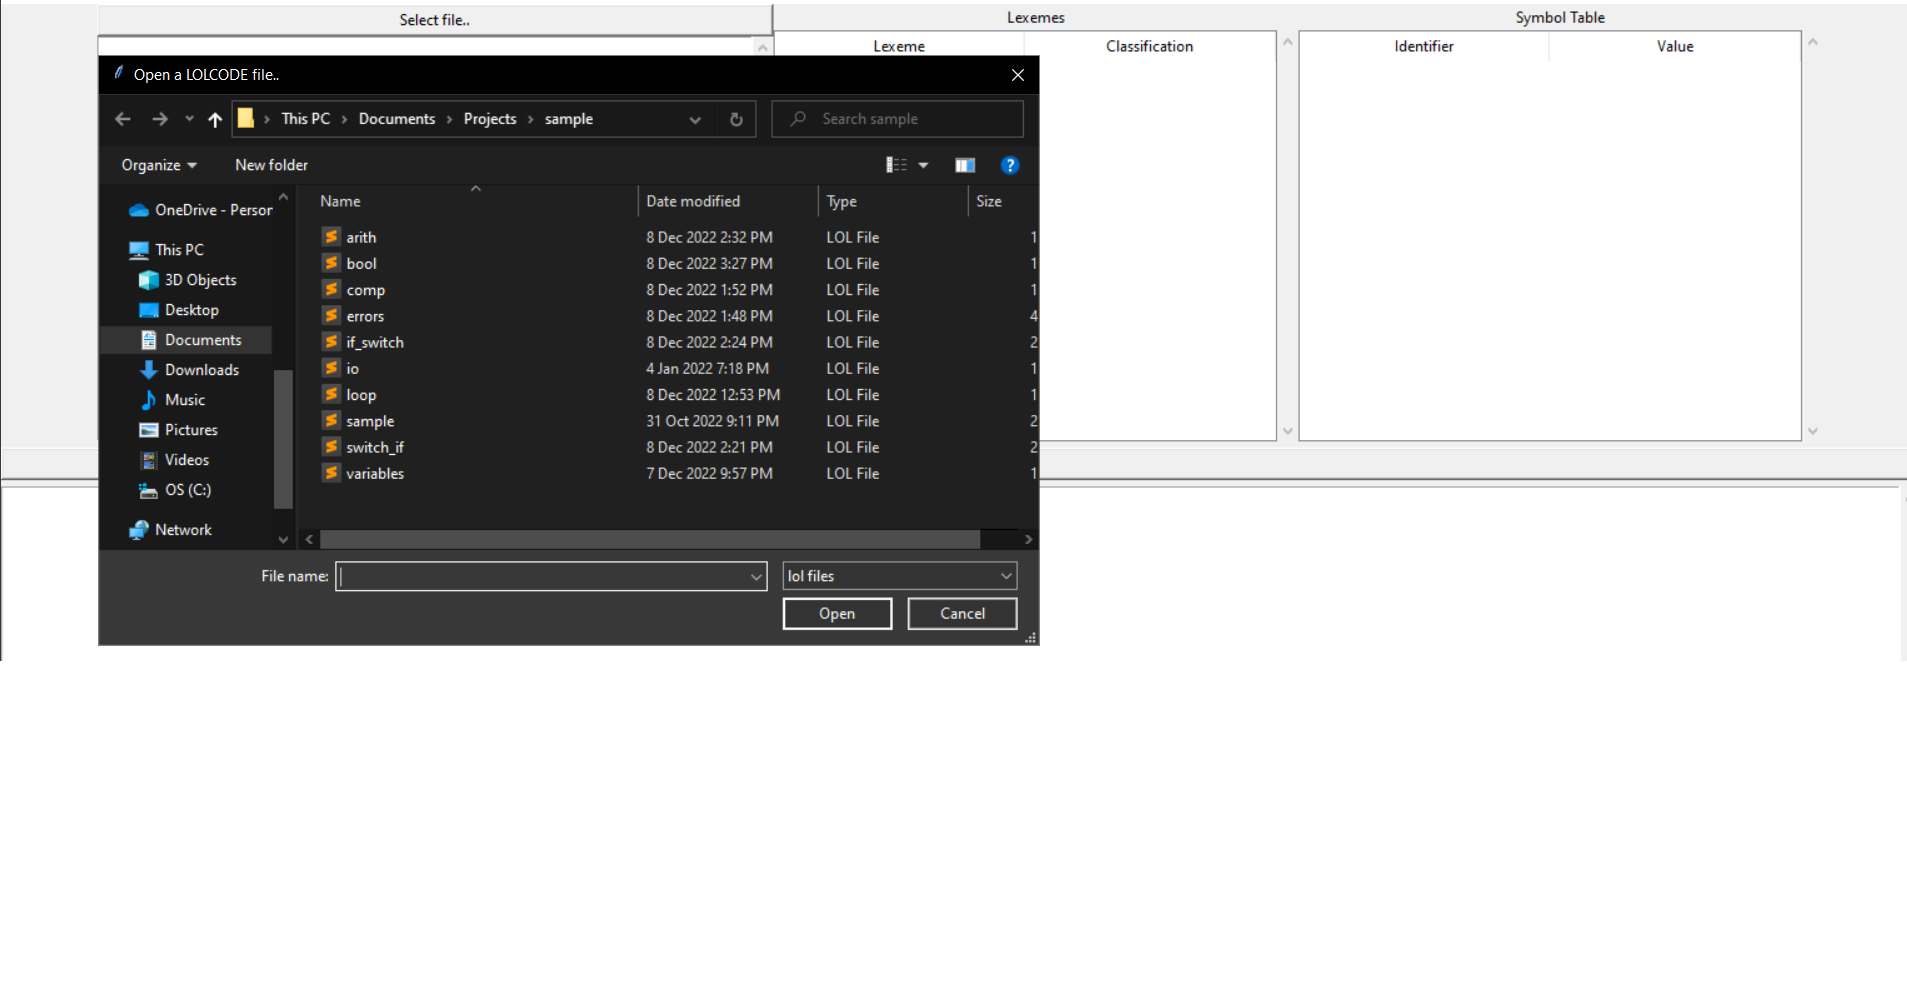 Select file..
Lexemes
Symbol Table
Lexeme Classification
Identifier Value
Open a LOLCODE file..
This PC > Documents > Projects > sample
Search sample
Organize New folder
?
Name Date modified Type Size
OneDrive - Person
This PC
3D Objects
Desktop
Documents
Downloads
Music
Pictures
Videos
OS (C:)
Network
arith 8 Dec 2022 2:32 PM LOL File 1
bool 8 Dec 2022 3:27 PM LOL File 1
comp 8 Dec 2022 1:52 PM LOL File 1
errors 8 Dec 2022 1:48 PM LOL File 4
if_switch 8 Dec 2022 2:24 PM LOL File 2
io 4 Jan 2022 7:18 PM LOL File 1
loop 8 Dec 2022 12:53 PM LOL File 1
sample 31 Oct 2022 9:11 PM LOL File 2
switch_if 8 Dec 2022 2:21 PM LOL File 2
variables 7 Dec 2022 9:57 PM LOL File 1
File name:
lol files
Open Cancel